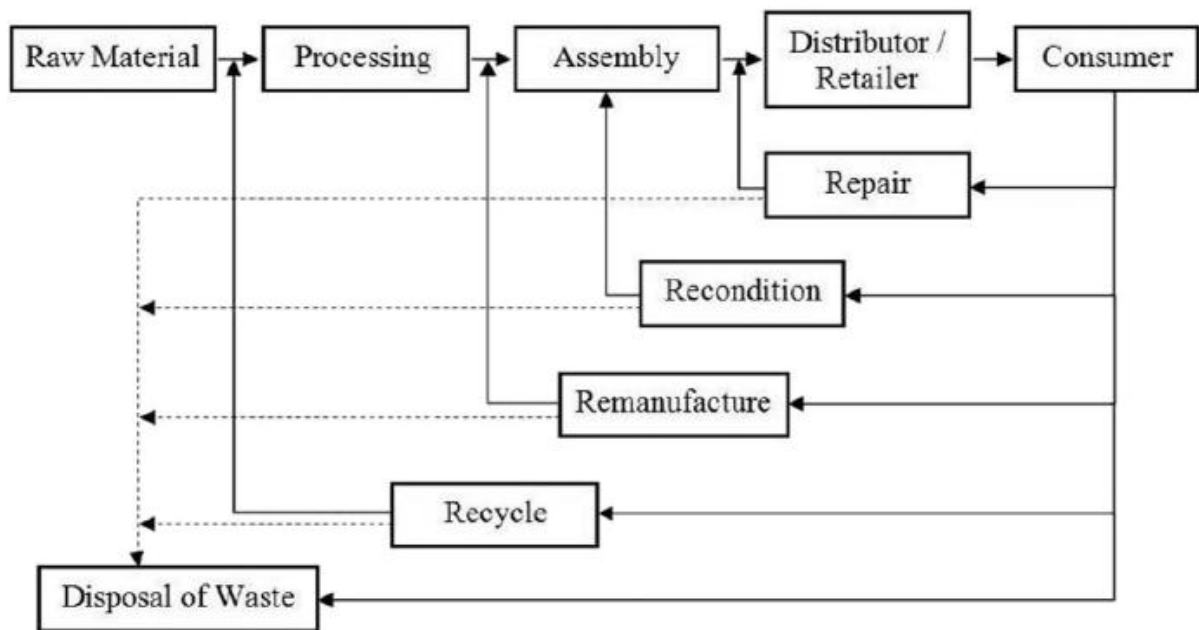 Raw Material
Processing
Assembly
Distributor /
Retailer
Consumer
Repair
Recondition
Remanufacture
Recycle
Disposal of Waste